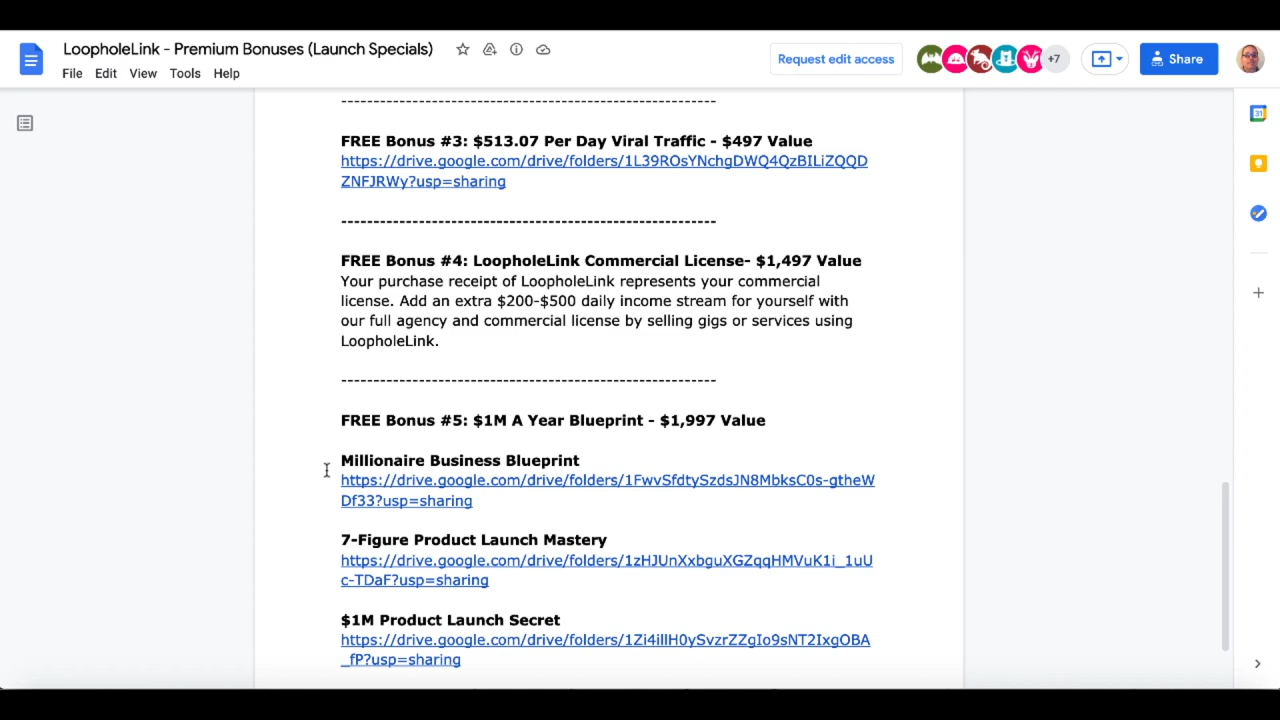 LoopholeLink - Premium Bonuses (Launch Specials)
File Edit View Tools Help
Request edit access
+7
Share
-----------------------------------------------------------
FREE Bonus #3: $513.07 Per Day Viral Traffic - $497 Value
https://drive.google.com/drive/folders/1L39ROsYNchgDWQ4QzBILiZQQD
ZNFJRWy?usp=sharing
-----------------------------------------------------------
FREE Bonus #4: LoopholeLink Commercial License- $1,497 Value
Your purchase receipt of LoopholeLink represents your commercial
license. Add an extra $200-$500 daily income stream for yourself with
our full agency and commercial license by selling gigs or services using
LoopholeLink.
-----------------------------------------------------------
FREE Bonus #5: $1M A Year Blueprint - $1,997 Value
Millionaire Business Blueprint
https://drive.google.com/drive/folders/1FwvSfdtySzdsJN8MbksC0s-gtheW
Df33?usp=sharing
7-Figure Product Launch Mastery
https://drive.google.com/drive/folders/1zHJUnXxbguXGZqqHMVuK1i_1uU
c-TDaF?usp=sharing
$1M Product Launch Secret
https://drive.google.com/drive/folders/1Zi4illH0ySvzrZZgIo9sNT2IxgOBA
_fP?usp=sharing
31